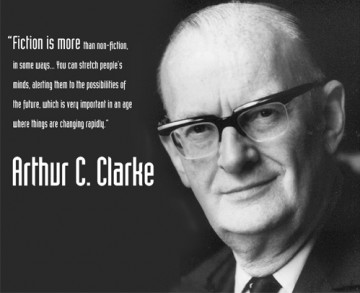 “Fiction is more than non-fiction,
in some ways... You can stretch people's
minds, alerting them to the possibilities of
the future, which is very important in an age
where things are changing rapidly.”
Arthur C. Clarke